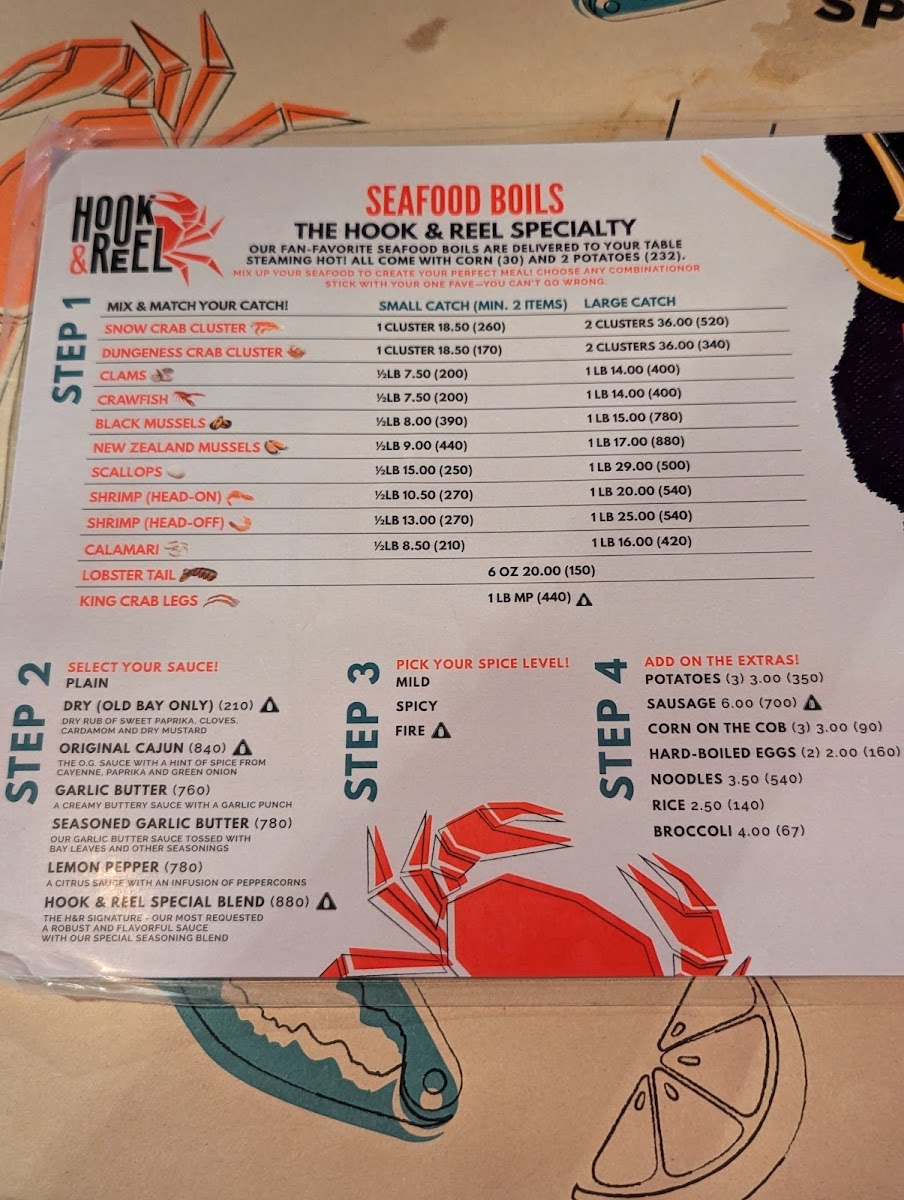 SP
HOOK
& REEL
SEAFOOD BOILS
THE HOOK & REEL SPECIALTY
OUR FAN-FAVORITE SEAFOOD BOILS ARE DELIVERED TO YOUR TABLE
STEAMING HOT! ALL COME WITH CORN (30) AND 2 POTATOES (232).
MIX UP YOUR SEAFOOD TO CREATE YOUR PERFECT MEAL! CHOOSE ANY COMBINATIONOR
STICK WITH YOUR ONE FAVE—YOU CAN'T GO WRONG.
STEP 1
MIX & MATCH YOUR CATCH! SMALL CATCH (MIN. 2 ITEMS) LARGE CATCH
SNOW CRAB CLUSTER 1 CLUSTER 18.50 (260) 2 CLUSTERS 36.00 (520)
DUNGENESS CRAB CLUSTER 1 CLUSTER 18.50 (170) 2 CLUSTERS 36.00 (340)
CLAMS ½LB 7.50 (200) 1 LB 14.00 (400)
CRAWFISH ½LB 7.50 (200) 1 LB 14.00 (400)
BLACK MUSSELS ½LB 8.00 (390) 1 LB 15.00 (780)
NEW ZEALAND MUSSELS ½LB 9.00 (440) 1 LB 17.00 (880)
SCALLOPS ½LB 15.00 (250) 1 LB 29.00 (500)
SHRIMP (HEAD-ON) ½LB 10.50 (270) 1 LB 20.00 (540)
SHRIMP (HEAD-OFF) ½LB 13.00 (270) 1 LB 25.00 (540)
CALAMARI ½LB 8.50 (210) 1 LB 16.00 (420)
LOBSTER TAIL 6 OZ 20.00 (150)
KING CRAB LEGS 1 LB MP (440)
STEP 2
SELECT YOUR SAUCE!
PLAIN
DRY (OLD BAY ONLY) (210)
DRY RUB OF SWEET PAPRIKA, CLOVES,
CARDAMOM AND DRY MUSTARD
ORIGINAL CAJUN (840)
THE O.G. SAUCE WITH A HINT OF SPICE FROM
CAYENNE, PAPRIKA AND GREEN ONION
GARLIC BUTTER (760)
A CREAMY BUTTERY SAUCE WITH A GARLIC PUNCH
SEASONED GARLIC BUTTER (780)
OUR GARLIC BUTTER SAUCE TOSSED WITH
BAY LEAVES AND OTHER SEASONINGS
LEMON PEPPER (780)
A CITRUS SAUCE WITH AN INFUSION OF PEPPERCORNS
HOOK & REEL SPECIAL BLEND (880)
THE H&R SIGNATURE - OUR MOST REQUESTED
A ROBUST AND FLAVORFUL SAUCE
WITH OUR SPECIAL SEASONING BLEND
STEP 3
PICK YOUR SPICE LEVEL!
MILD
SPICY
FIRE
STEP 4
ADD ON THE EXTRAS!
POTATOES (3) 3.00 (350)
SAUSAGE 6.00 (700)
CORN ON THE COB (3) 3.00 (90)
HARD-BOILED EGGS (2) 2.00 (160)
NOODLES 3.50 (540)
RICE 2.50 (140)
BROCCOLI 4.00 (67)